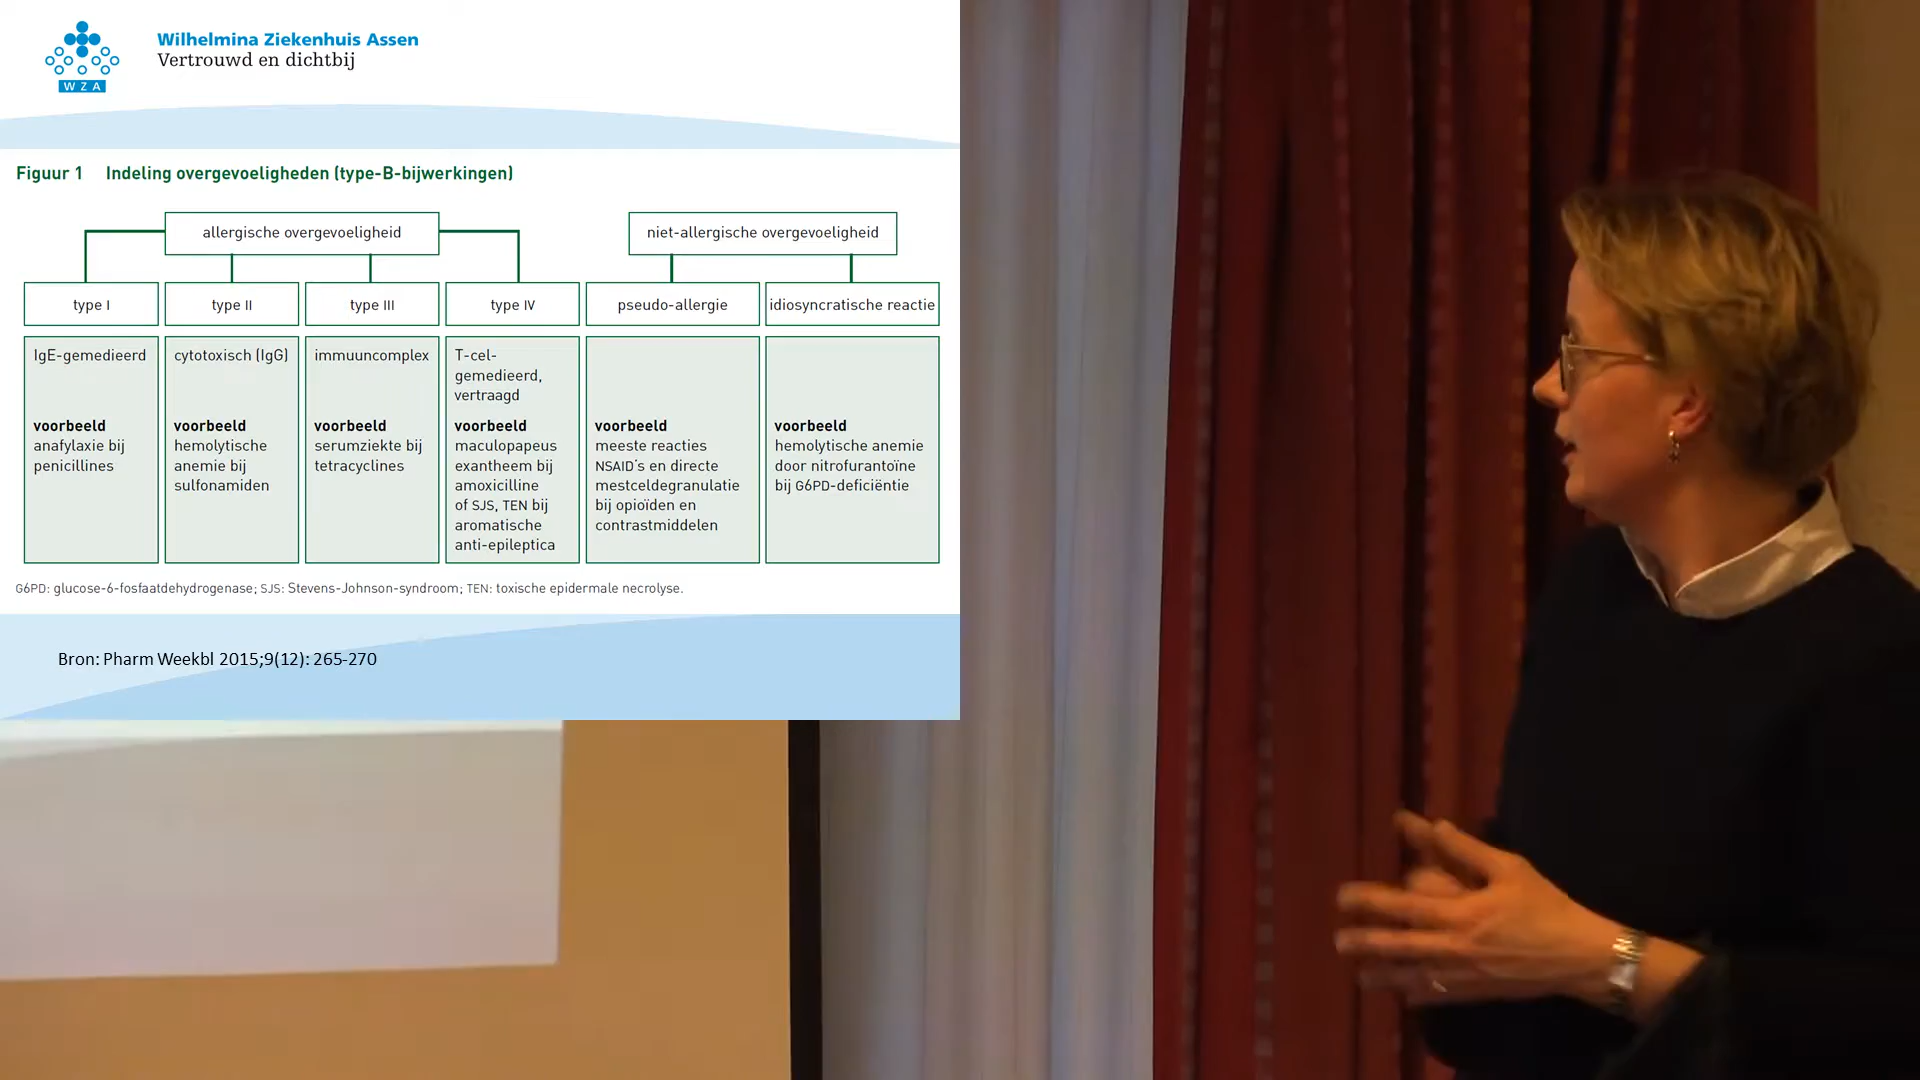 Wilhelmina Ziekenhuis Assen
Vertrouwd en dichtbij
WZA
Figuur 1 Indeling overgevoeligheden (type-B-bijwerkingen)
allergische overgevoeligheid
niet-allergische overgevoeligheid
type I
type II
type III
type IV
pseudo-allergie
idiosyncratische reactie
IgE-gemedieerd
voorbeeld
anafylaxie bij
penicillines
cytotoxisch (IgG)
voorbeeld
hemolytische
anemie bij
sulfonamiden
immuuncomplex
voorbeeld
serumziekte bij
tetracyclines
T-cel-
gemedieerd,
vertraagd
voorbeeld
maculopapeus
exantheem bij
amoxicilline
of SJS, TEN bij
aromatische
anti-epileptica
voorbeeld
meeste reacties
NSAID's en directe
mestceldegranulatie
bij opioïden en
contrastmiddelen
voorbeeld
hemolytische anemie
door nitrofurantoïne
bij G6PD-deficiëntie
G6PD: glucose-6-fosfaatdehydrogenase; SJS: Stevens-Johnson-syndroom; TEN: toxische epidermale necrolyse.
Bron: Pharm Weekbl 2015;9(12): 265-270